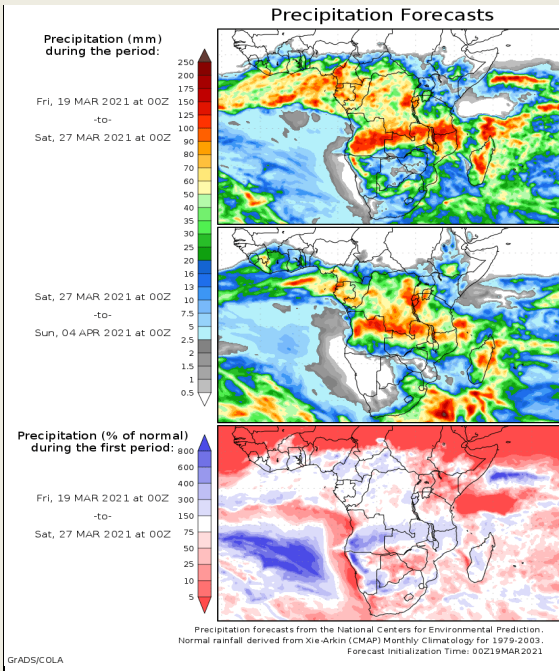 Precipitation Forecasts
Precipitation (mm)
during the period:
Fri, 19 MAR 2021 at 00Z
-to-
Sat, 27 MAR 2021 at 00Z
250
200
175
150
125
100
90
80
70
60
50
40
35
30
25
20
16
13
10
7.5
5
2.5
2
1.5
1
0.5
Sat, 27 MAR 2021 at 00Z
-to-
Sun, 04 APR 2021 at 00Z
Precipitation (% of normal)
during the first period:
Fri, 19 MAR 2021 at 00Z
-to-
Sat, 27 MAR 2021 at 00Z
800
600
400
300
150
75
50
25
10
5
Precipitation forecasts from the National Centers for Environmental Prediction.
Normal rainfall derived from Xie-Arkin (CMAP) Monthly Climatology for 1979-2003.
Forecast Initialization Time: 00Z19MAR2021
GrADS/COLA